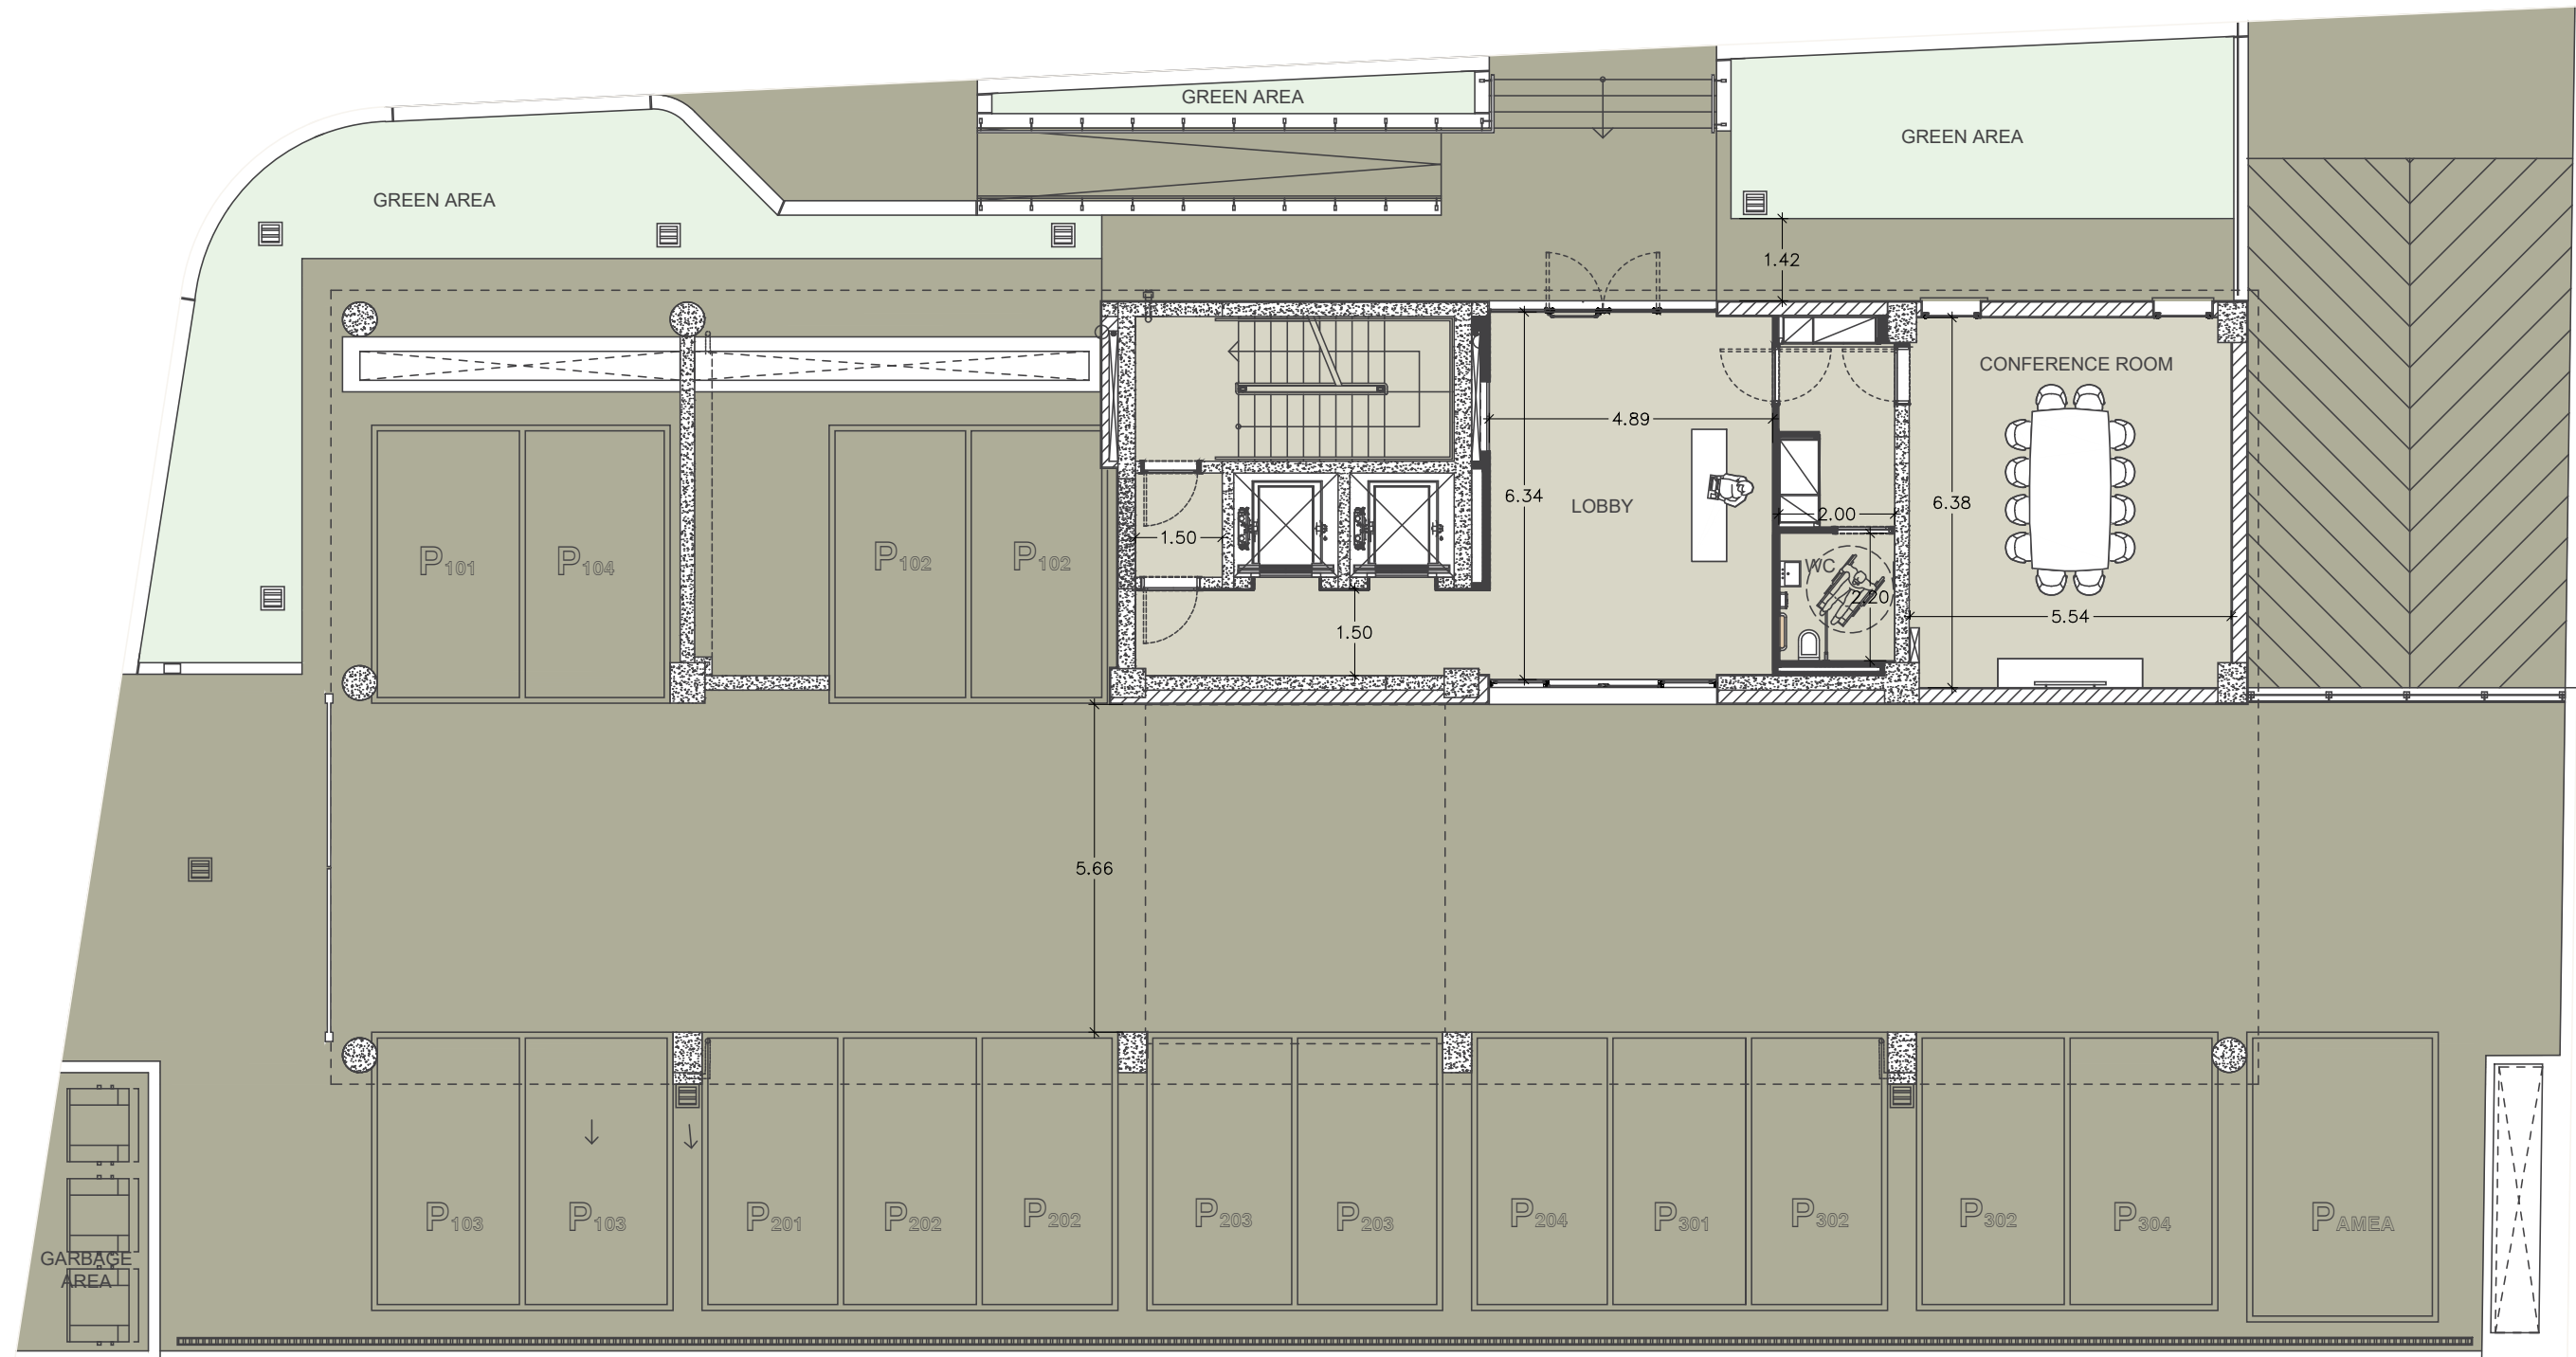 GREEN AREA
GREEN AREA
GREEN AREA
1.42
CONFERENCE ROOM
4.89
6.34
LOBBY
6.38
2.00
1.50
P101
P104
P102
P102
WC
2.20
5.54
1.50
5.66
P103
P103
P201
P202
P202
P203
P203
P204
P301
P302
P302
P304
PAMEA
GARBAGE
AREA